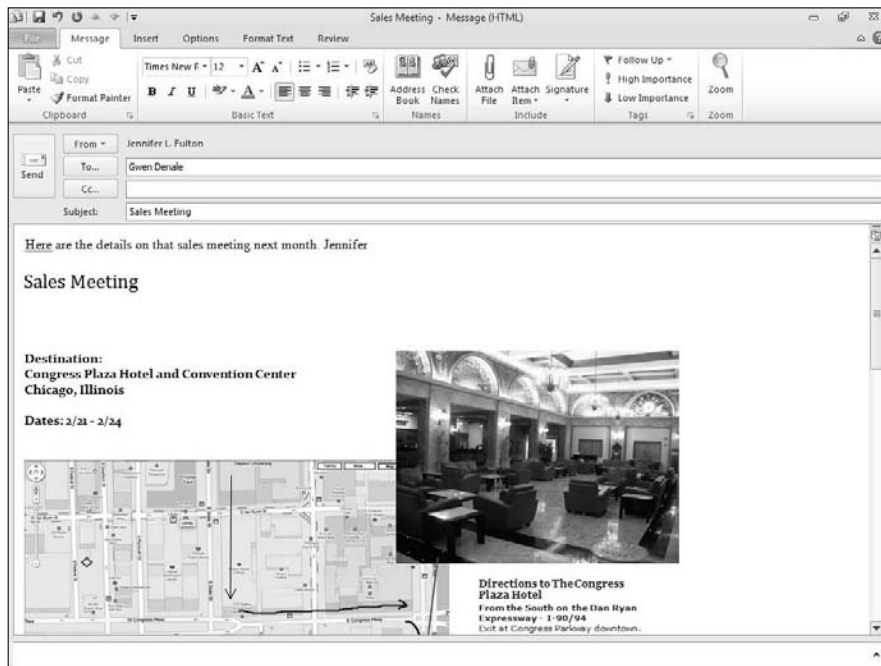 Sales Meeting - Message (HTML)
File Message Insert Options Format Text Review
Cut
Copy
Format Painter
Paste
Times New F 12
B I U
Address Book
Check Names
Attach File
Attach Item
Signature
Follow Up
High Importance
Low Importance
Zoom
Clipboard Basic Text Names Include Tags Zoom
From Jennifer L. Fulton
Send
To... Gwen Denale
Cc...
Subject: Sales Meeting
Here are the details on that sales meeting next month. Jennifer
Sales Meeting
Destination:
Congress Plaza Hotel and Convention Center
Chicago, Illinois
Dates: 2/21 - 2/24
Directions to The Congress
Plaza Hotel
From the South on the Dan Ryan
Expressway - I-90/94
Exit at Congress Parkway downtown.